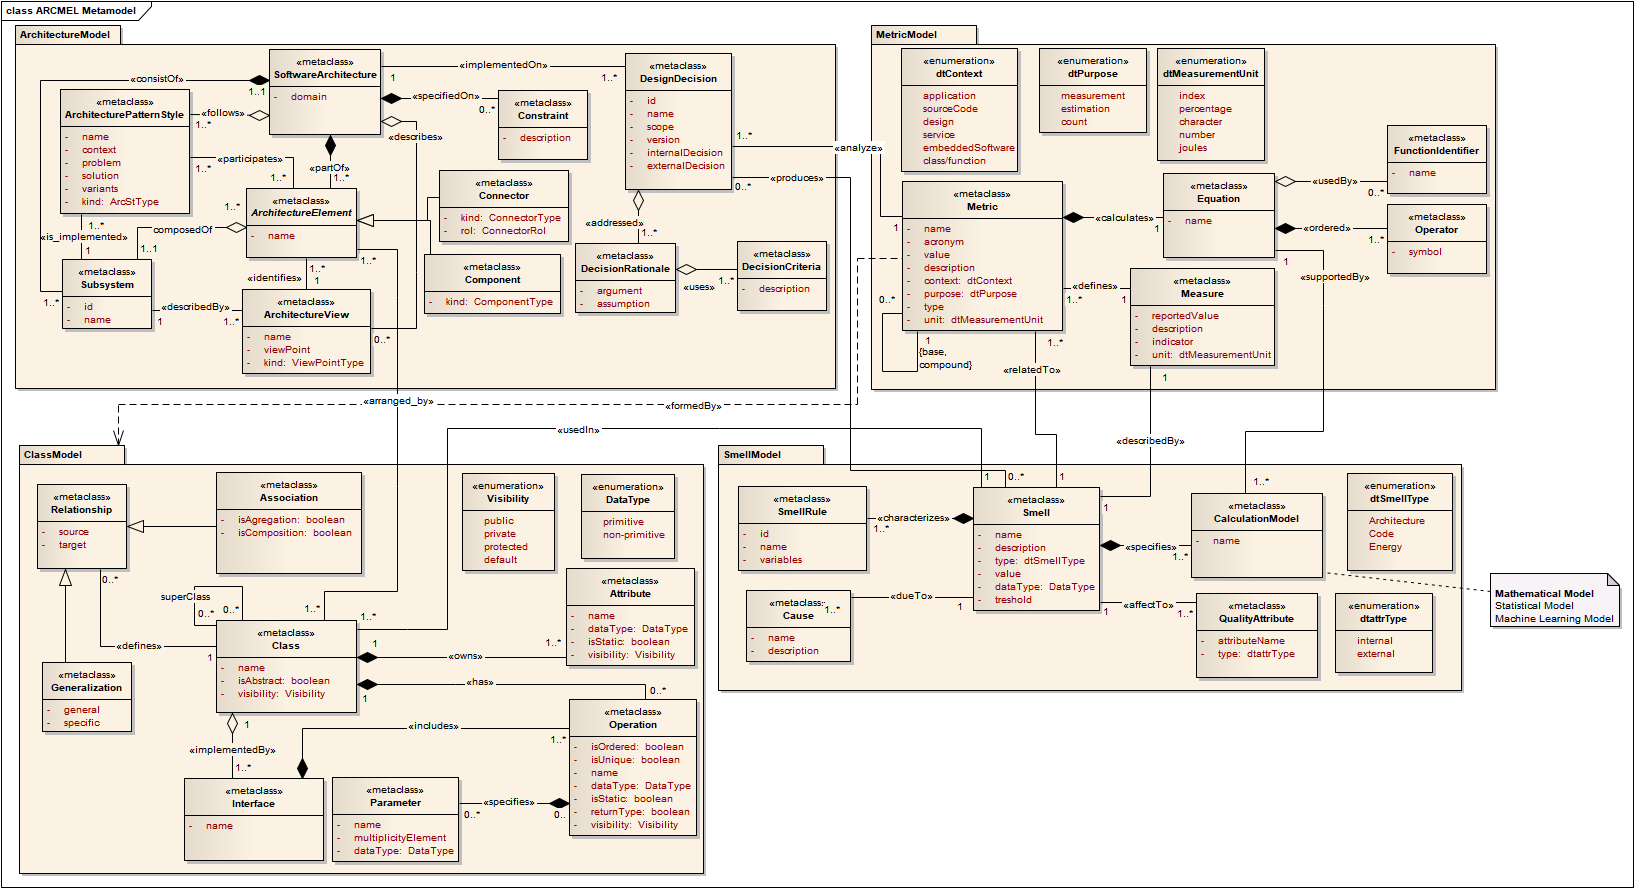 class ARCMEL Metamodel
ArchitectureModel
«metaclass»
SoftwareArchitecture
- domain
«consistOf»
1..1
«implementedOn»
1
1..*
«metaclass»
DesignDecision
- id
- name
- scope
- version
- internalDecision
- externalDecision
«specifiedOn»
0..*
«metaclass»
Constraint
- description
«metaclass»
ArchitecturePatternStyle
- name
- context
- problem
- solution
- variants
- kind: ArcStType
«follows»
1..*
«describes»
«participates»
1..*
1..*
«partOf»
1..*
«metaclass»
ArchitectureElement
- name
1..*
composedOf
1..1
«metaclass»
Connector
- kind: ConnectorType
- rol: ConnectorRol
«metaclass»
Component
- kind: ComponentType
«addressed»
1..*
«metaclass»
DecisionRationale
- argument
- assumption
«uses»
1..*
«metaclass»
DecisionCriteria
- description
1..*
«is_implemented»
1
«metaclass»
Subsystem
- id
- name
1..*
«describedBy»
1
1..*
«identifies»
1..*
1
1..*
«metaclass»
ArchitectureView
- name
- viewPoint
- kind: ViewPointType
0..*
1..*
«analyze»
0..*
«produces»
MetricModel
«enumeration»
dtContext
application
sourceCode
design
service
embeddedSoftware
class/function
«enumeration»
dtPurpose
measurement
estimation
count
«enumeration»
dtMeasurementUnit
index
percentage
character
number
joules
«metaclass»
FunctionIdentifier
- name
«metaclass»
Metric
- name
- acronym
- value
- description
- context: dtContext
- purpose: dtPurpose
- type
- unit: dtMeasurementUnit
1
0..*
1
{base,
compound}
«calculates»
1
«metaclass»
Equation
- name
«usedBy»
0..*
«ordered»
1..*
«metaclass»
Operator
- symbol
1
«supportedBy»
«defines»
1..*
1
«metaclass»
Measure
- reportedValue
- description
- indicator
- unit: dtMeasurementUnit
1
1..*
«relatedTo»
«arranged_by»
«formedBy»
«usedIn»
«describedBy»
ClassModel
«metaclass»
Relationship
- source
- target
«metaclass»
Association
- isAgregation: boolean
- isComposition: boolean
«enumeration»
Visibility
public
private
protected
default
«enumeration»
DataType
primitive
non-primitive
0..*
superClass
0..*
0..*
1..*
1..*
«metaclass»
Class
- name
- isAbstract: boolean
- visibility: Visibility
«defines»
1
«metaclass»
Generalization
- general
- specific
1
«owns»
1..*
«metaclass»
Attribute
- name
- dataType: DataType
- isStatic: boolean
- visibility: Visibility
«has»
1
0..*
«metaclass»
Operation
- isOrdered: boolean
- isUnique: boolean
- name
- dataType: DataType
- isStatic: boolean
- returnType: boolean
- visibility: Visibility
1
«implementedBy»
1..*
«metaclass»
Interface
- name
«includes»
1..*
«metaclass»
Parameter
- name
- multiplicityElement
- dataType: DataType
«specifies»
0..*
0..
SmellModel
«metaclass»
SmellRule
- id
- name
- variables
«characterizes»
1..*
1
0..*
1
«metaclass»
Smell
- name
- description
- type: dtSmellType
- value
- dataType: DataType
- treshold
1
«specifies»
1..*
1..*
«metaclass»
CalculationModel
- name
«enumeration»
dtSmellType
Architecture
Code
Energy
«metaclass»
Cause
- name
- description
1..*
«dueTo»
1
1
«affectTo»
1..*
«metaclass»
QualityAttribute
- attributeName
- type: dtattrType
«enumeration»
dtattrType
internal
external
Mathematical Model
Statistical Model
Machine Learning Model